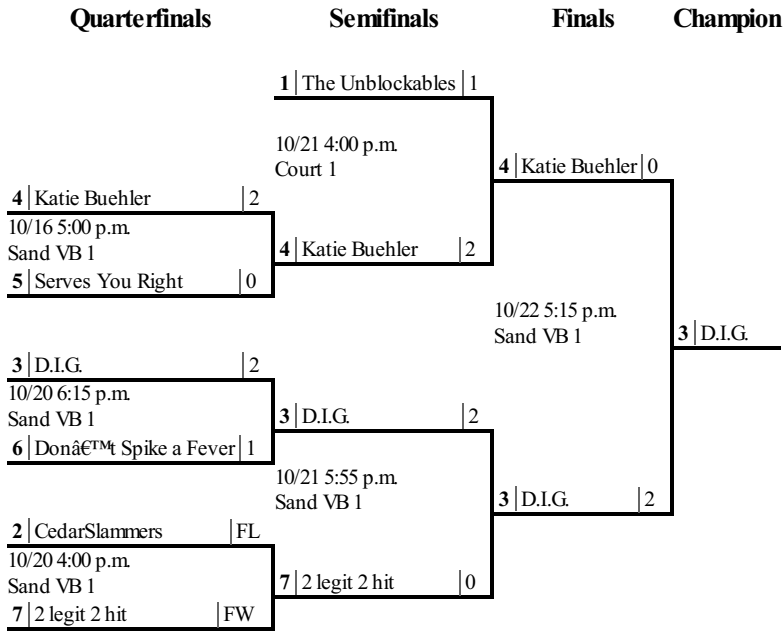 Quarterfinals Semifinals Finals Champion
1 The Unblockables 1
10/21 4:00 p.m.
Court 1
4 Katie Buehler 0
4 Katie Buehler 2
10/16 5:00 p.m.
Sand VB 1
4 Katie Buehler 2
5 Serves You Right 0
10/22 5:15 p.m.
Sand VB 1
3 D.I.G.
3 D.I.G. 2
10/20 6:15 p.m.
Sand VB 1
3 D.I.G. 2
6 Donâ€™t Spike a Fever 1
10/21 5:55 p.m.
Sand VB 1
3 D.I.G. 2
2 CedarSlammers FL
10/20 4:00 p.m.
Sand VB 1
7 2 legit 2 hit 0
7 2 legit 2 hit FW